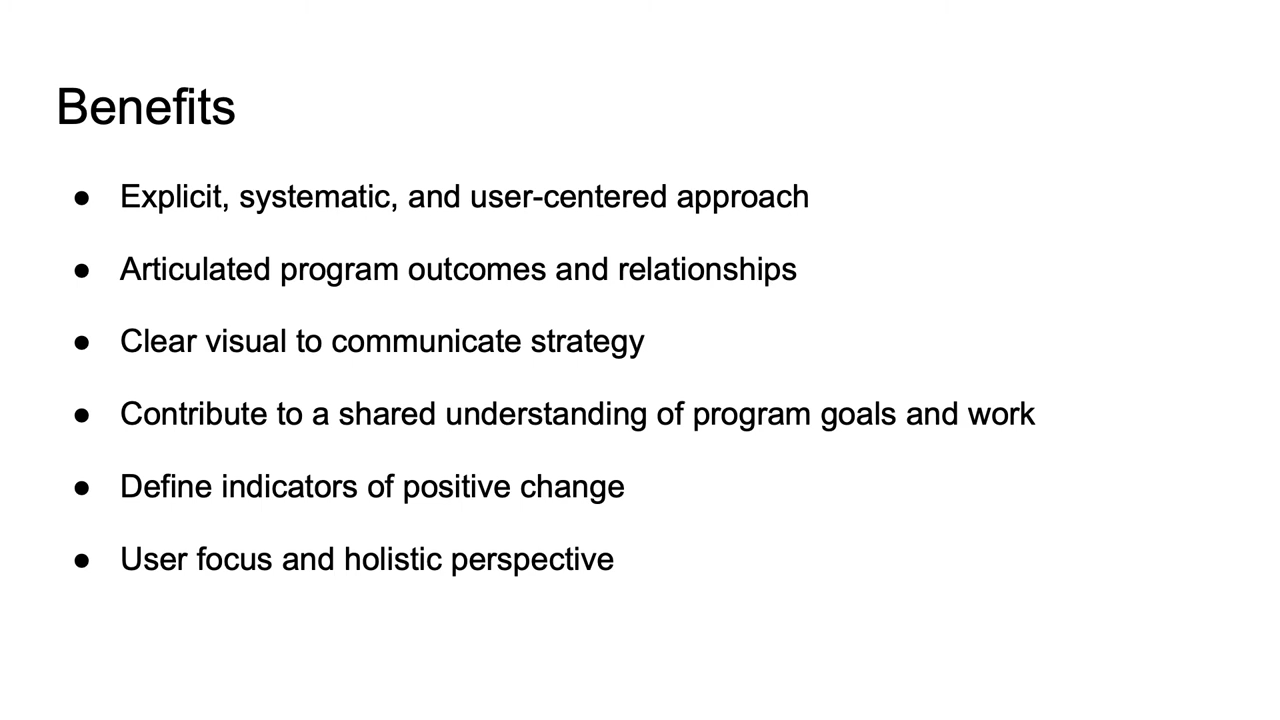 Benefits
● Explicit, systematic, and user-centered approach
● Articulated program outcomes and relationships
● Clear visual to communicate strategy
● Contribute to a shared understanding of program goals and work
● Define indicators of positive change
● User focus and holistic perspective